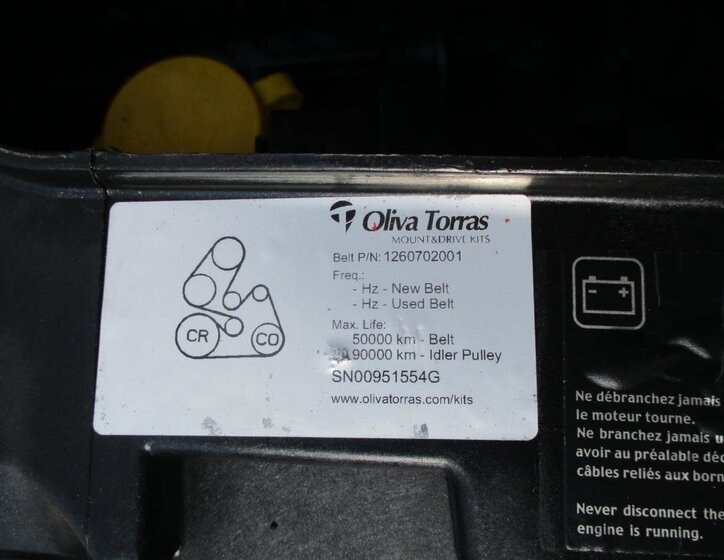 Oliva Torras
MOUNT&DRIVE KITS
Belt P/N: 1260702001
Freq.:
- Hz - New Belt
- Hz - Used Belt
Max. Life:
50000 km - Belt
90000 km - Idler Pulley
SN00951554G
www.olivatorras.com/kits
CR
CO
- +
Ne débranchez jamais
le moteur tourne.
Ne branchez jamais
avoir au préalable
câbles reliés aux
Never disconnect the
engine is running.